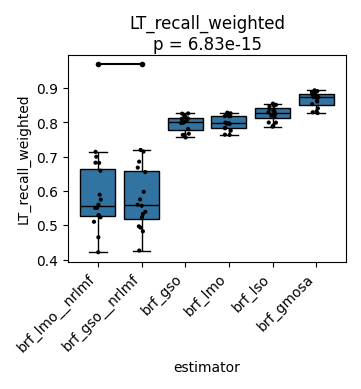 LT_recall_weighted
p = 6.83e-15
LT_recall_weighted
0.9
0.8
0.7
0.6
0.5
0.4
brf_lmo__nrlmf
brf_gso__nrlmf
brf_gso
brf_lmo
brf_lso
brf_gmosa
estimator